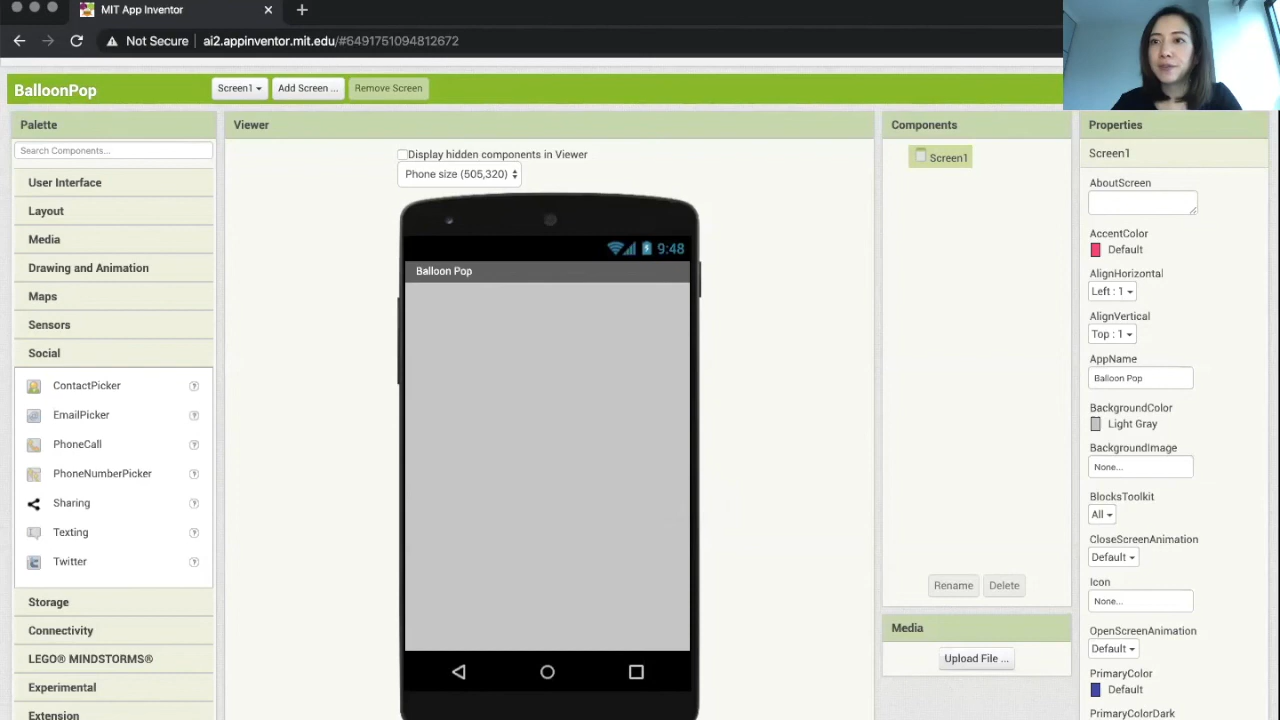 MIT App Inventor
Not Secure
ai2.appinventor.mit.edu/#6491751094812672
BalloonPop
Screen1
Add Screen ...
Remove Screen
Palette
Search Components...
User Interface
Layout
Media
Drawing and Animation
Maps
Sensors
Social
ContactPicker
EmailPicker
PhoneCall
PhoneNumberPicker
Sharing
Texting
Twitter
Storage
Connectivity
LEGO® MINDSTORMS®
Experimental
Extension
Viewer
Display hidden components in Viewer
Phone size (505,320)
9:48
Balloon Pop
Components
Screen1
Rename
Delete
Media
Upload File ...
Properties
Screen1
AboutScreen
AccentColor
Default
AlignHorizontal
Left : 1
AlignVertical
Top : 1
AppName
Balloon Pop
BackgroundColor
Light Gray
BackgroundImage
None...
BlocksToolkit
All
CloseScreenAnimation
Default
Icon
None...
OpenScreenAnimation
Default
PrimaryColor
Default
PrimaryColorDark